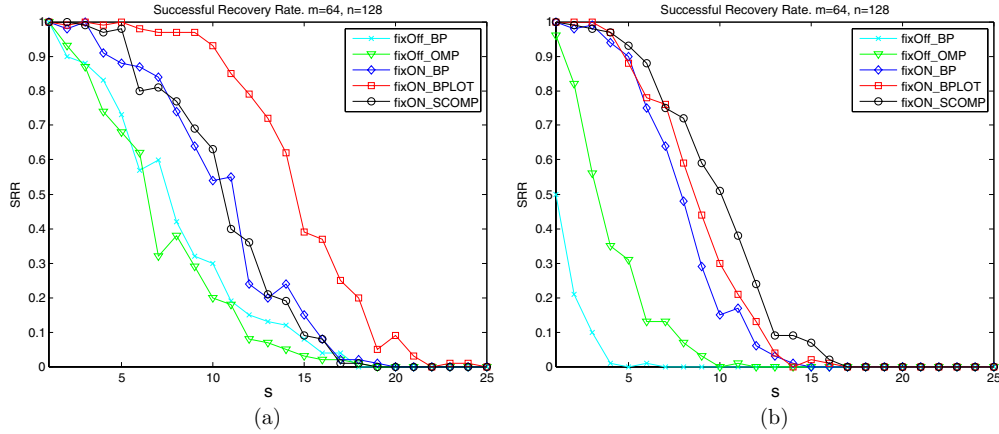 Successful Recovery Rate. m=64, n=128
1
0.9
0.8
0.7
0.6
0.5
0.4
0.3
0.2
0.1
0
SRR
5
10
15
20
25
S
fixOff_BP
fixOff_OMP
fixON_BP
fixON_BPLOT
fixON_SCOMP
(a)
Successful Recovery Rate. m=64, n=128
1
0.9
0.8
0.7
0.6
0.5
0.4
0.3
0.2
0.1
0
SRR
5
10
15
20
25
S
fixOff_BP
fixOff_OMP
fixON_BP
fixON_BPLOT
fixON_SCOMP
(b)